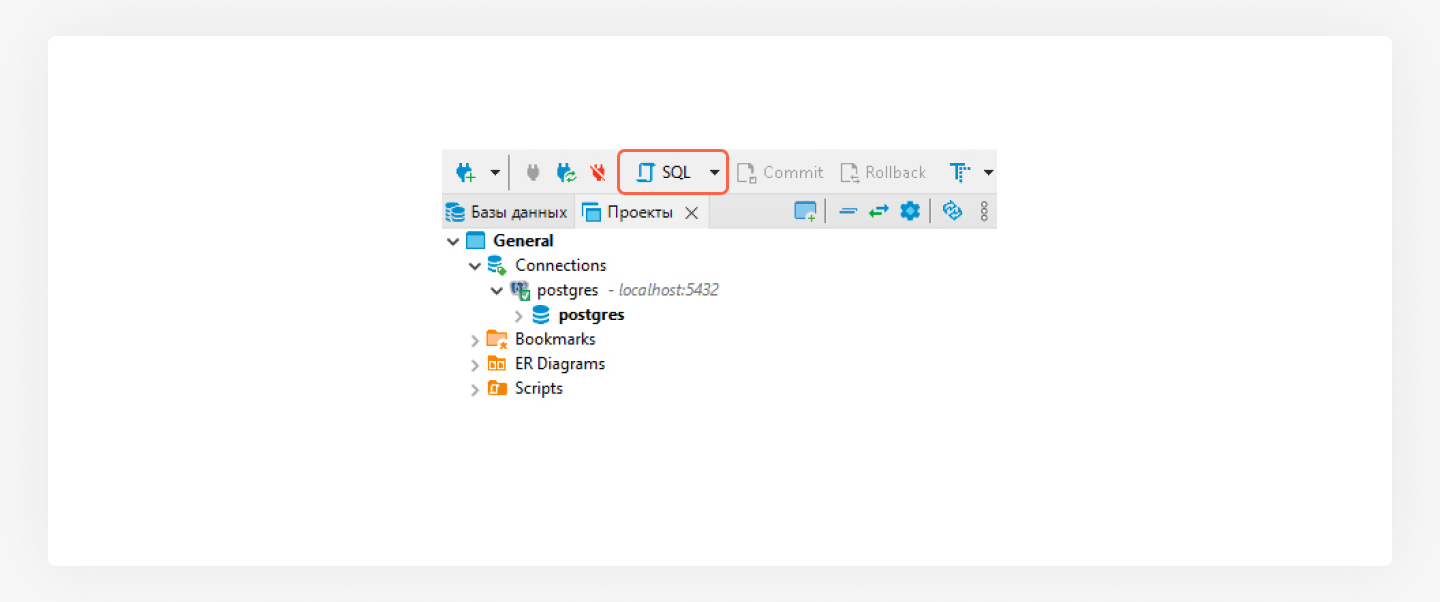 SQL Commit Rollback
Базы данных Проекты
General
Connections
postgres - localhost:5432
postgres
Bookmarks
ER Diagrams
Scripts